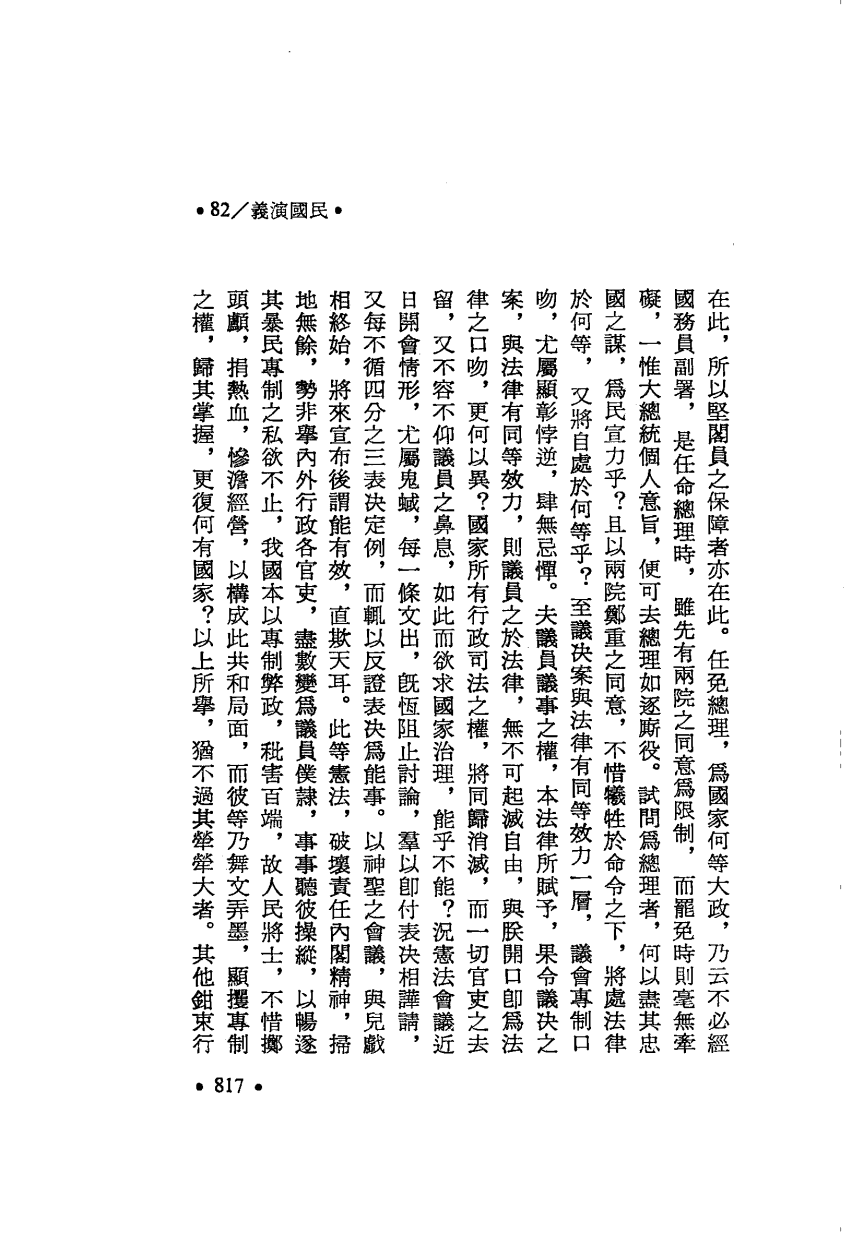 •82／義演國民•
在此，所以堅閣員之保障者亦在此。任免總理，爲國家何等大政，乃云不必經
國務員副署，是任命總理時，雖先有兩院之同意爲限制，而罷免時則毫無牽
礙，一惟大總統個人意旨，便可去總理如逐廝役。試問爲總理者，何以盡其忠
國之謀，爲民宣力乎？且以兩院鄭重之同意，不惜犧牲於命令之下，將處法律
於何等，又將自處於何等乎？至議決案與法律有同等效力一層，議會專制口
吻，尤屬顯彰悖逆，肆無忌憚。夫議員議事之權，本法律所賦予，果令議決之
案，與法律有同等效力，則議員之於法律，無不可起滅自由，與朕開口卽爲法
律之口吻，更何以異？國家所有行政司法之權，將同歸消滅，而一切官吏之去
留，又不容不仰議員之鼻息，如此而欲求國家治理，能乎不能？況憲法會議近
日開會情形，尤屬鬼蜮，每一條文出，旣恆阻止討論，羣以卽付表決相譁請，
又每不循四分之三表決定例，而輒以反證表決爲能事。以神聖之會議，與兒戲
相終始，將來宣布後謂能有效，直欺天耳。此等憲法，破壞責任內閣精神，掃
地無餘，勢非舉內外行政各官吏，盡數變爲議員僕隸，事事聽彼操縱，以暢遂
其暴民專制之私欲不止，我國本以專制弊政，秕害百端，故人民將士，不惜擲
頭顱，捐熱血，慘澹經營，以構成此共和局面，而彼等乃舞文弄墨，顯攫專制
之權，歸其掌握，更復何有國家？以上所舉，猶不過其犖犖大者。其他鉗束行
•817•